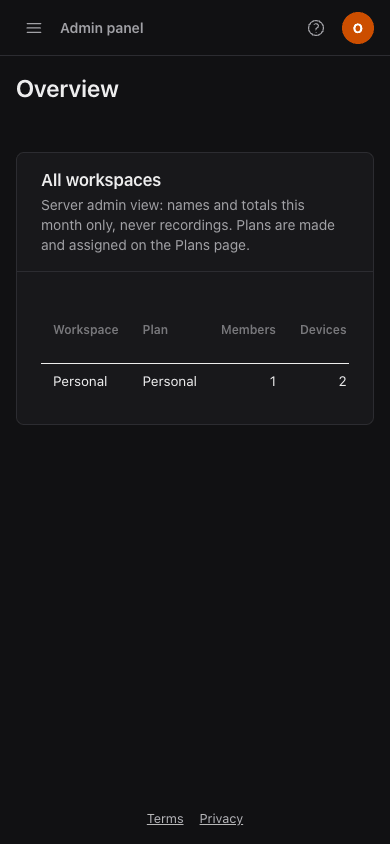 Admin panel
O
Overview
All workspaces
Server admin view: names and totals this
month only, never recordings. Plans are made
and assigned on the Plans page.
Workspace Plan Members Devices
Personal Personal 1 2
Terms Privacy